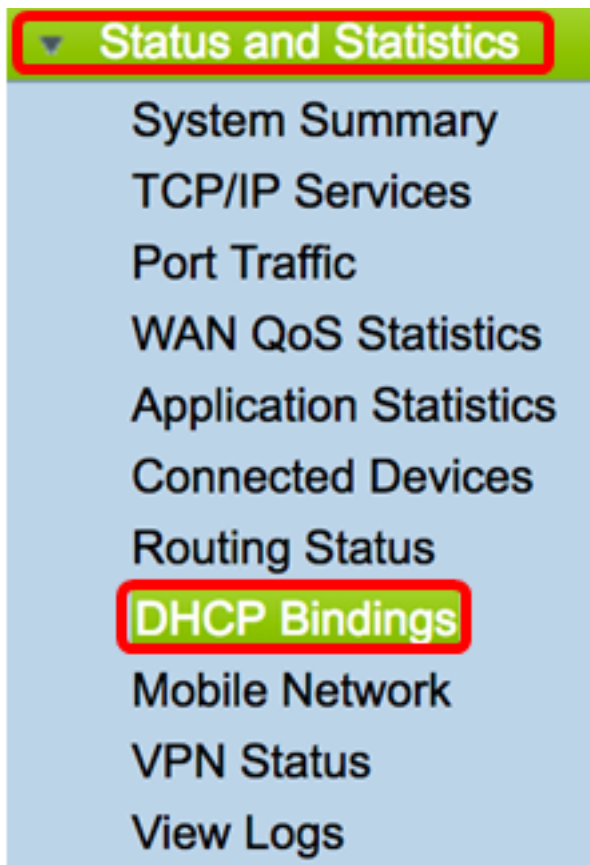 Status and Statistics
System Summary
TCP/IP Services
Port Traffic
WAN QoS Statistics
Application Statistics
Connected Devices
Routing Status
DHCP Bindings
Mobile Network
VPN Status
View Logs